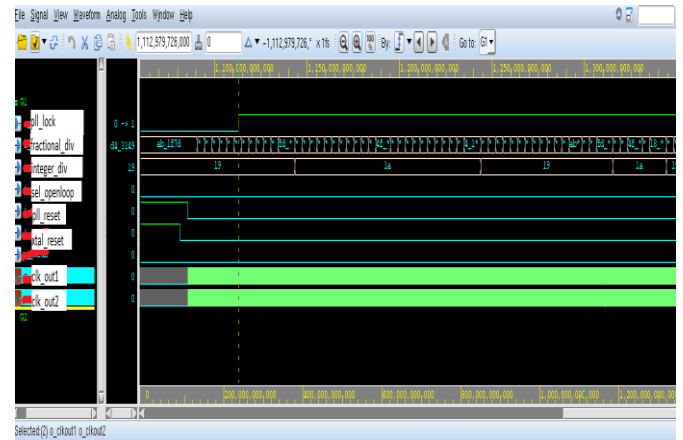 File Signal View Waveform Analog Tools Window Help
0
1,112,979,726,000 0 -1,112,979,726,* x 1fs By: Go to: G1
1,100,000,000,000 1,150,000,000,000 1,200,000,000,000 1,250,000,000,000 1,300,000,000,000
G1
pll_lock 0 -> 1
fractional_div d4_3149 ab_1f7d
integer_div 19 19 1a 19 1a
sel_openloop 0
pll_reset 0
xtal_reset 0
0
clk_out1 0
clk_out2 0
G2
0 200,000,000,000 400,000,000,000 600,000,000,000 800,000,000,000 1,000,000,000,000 1,200,000,000,000
Selected:(2) o_clkout1 o_clkout2